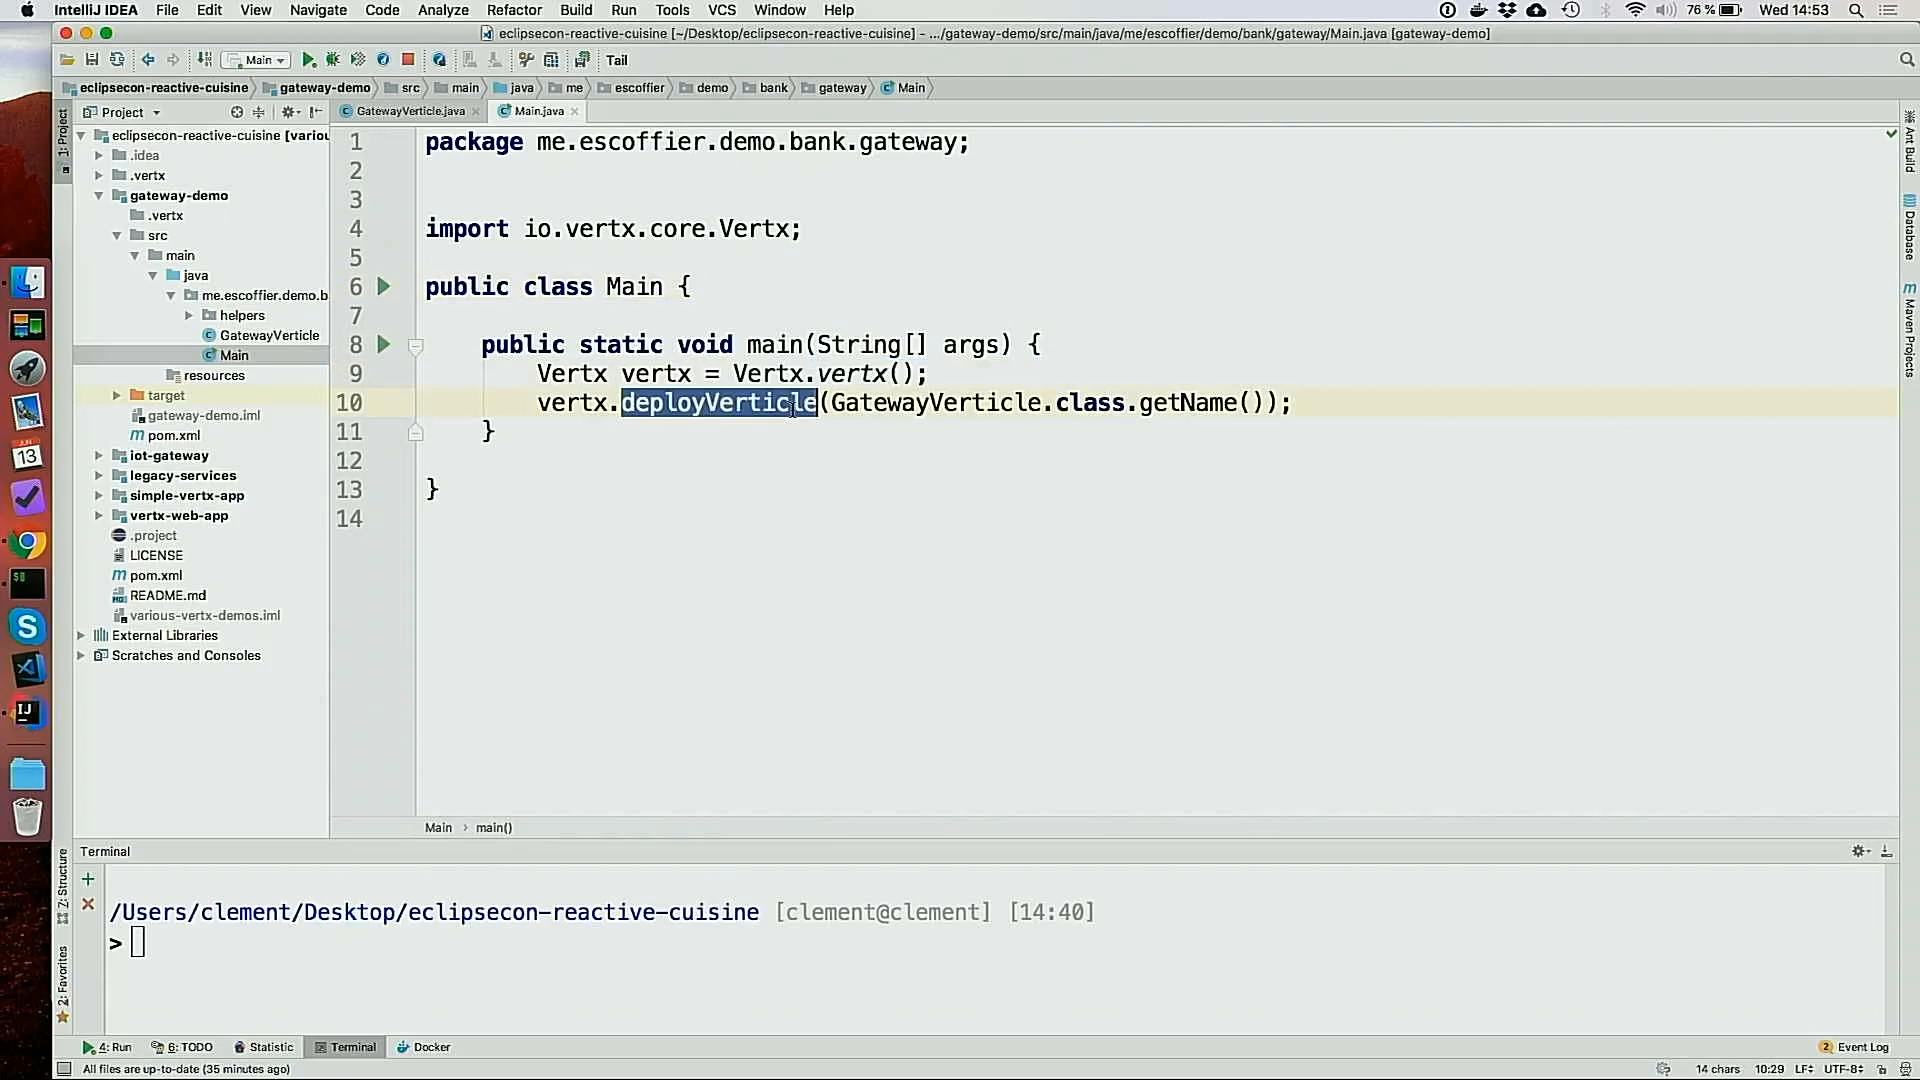 IntelliJ IDEA File Edit View Navigate Code Analyze Refactor Build Run Tools VCS Window Help 76 % Wed 14:53
eclipsecon-reactive-cuisine [~/Desktop/eclipsecon-reactive-cuisine] - .../gateway-demo/src/main/java/me/escoffier/demo/bank/gateway/Main.java [gateway-demo]
Main Tail
eclipsecon-reactive-cuisine gateway-demo src main java me escoffier demo bank gateway Main
Project
GatewayVerticle.java Main.java
1: Project
eclipsecon-reactive-cuisine [variou
.idea
.vertx
gateway-demo
.vertx
src
main
java
me.escoffier.demo.b
helpers
GatewayVerticle
Main
resources
target
gateway-demo.iml
pom.xml
iot-gateway
legacy-services
simple-vertx-app
vertx-web-app
.project
LICENSE
pom.xml
README.md
various-vertx-demos.iml
External Libraries
Scratches and Consoles
1 package me.escoffier.demo.bank.gateway;
2
3
4 import io.vertx.core.Vertx;
5
6 public class Main {
7
8 public static void main(String[] args) {
9 Vertx vertx = Vertx.vertx();
10 vertx.deployVerticle(GatewayVerticle.class.getName());
11 }
12
13 }
14
Main main()
Ant Build
Database
m Maven Projects
JUN
13
S
IJ
Terminal
7: Structure
2: Favorites
/Users/clement/Desktop/eclipsecon-reactive-cuisine [clement@clement] [14:40]
>
4: Run 6: TODO Statistic Terminal Docker 2 Event Log
All files are up-to-date (35 minutes ago) 14 chars 10:29 LF UTF-8